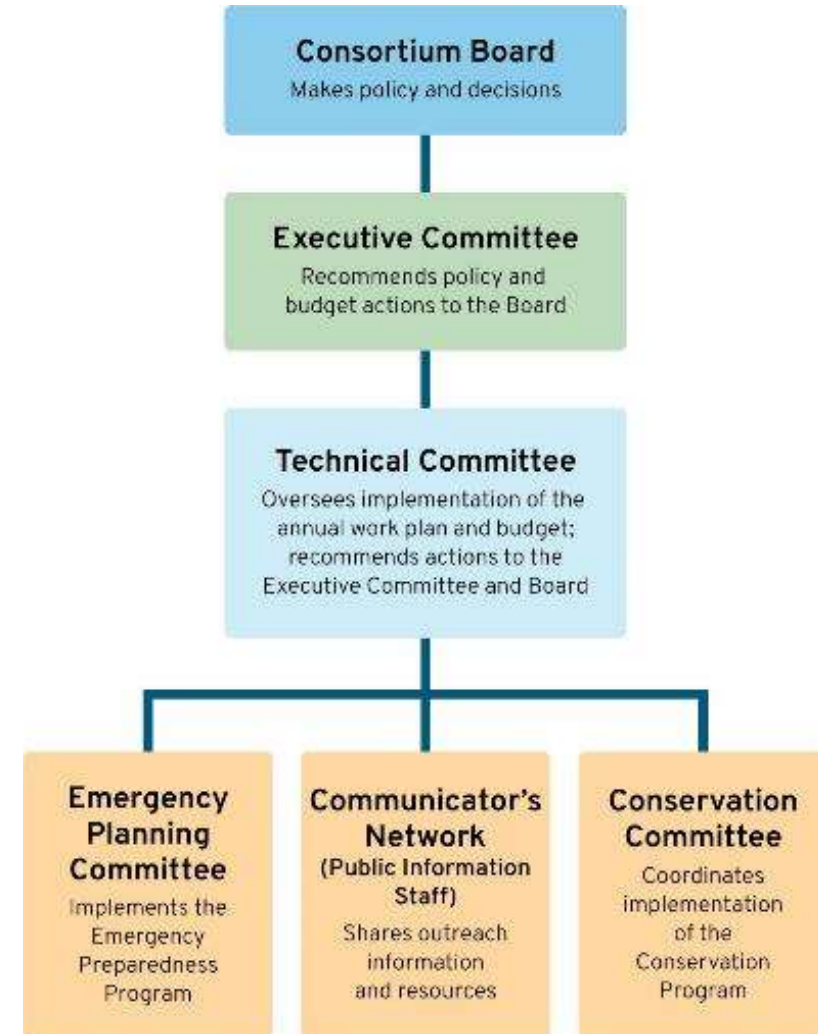 Consortium Board
Makes policy and decisions
Executive Committee
Recommends policy and
budget actions to the Board
Technical Committee
Oversees implementation of the
annual work plan and budget;
recommends actions to the
Executive Committee and Board
Emergency
Planning
Committee
Implements the
Emergency
Preparedness
Program
Communicator's
Network
(Public Information
Staff)
Shares outreach
information
and resources
Conservation
Committee
Coordinates
implementation
of the
Conservation
Program